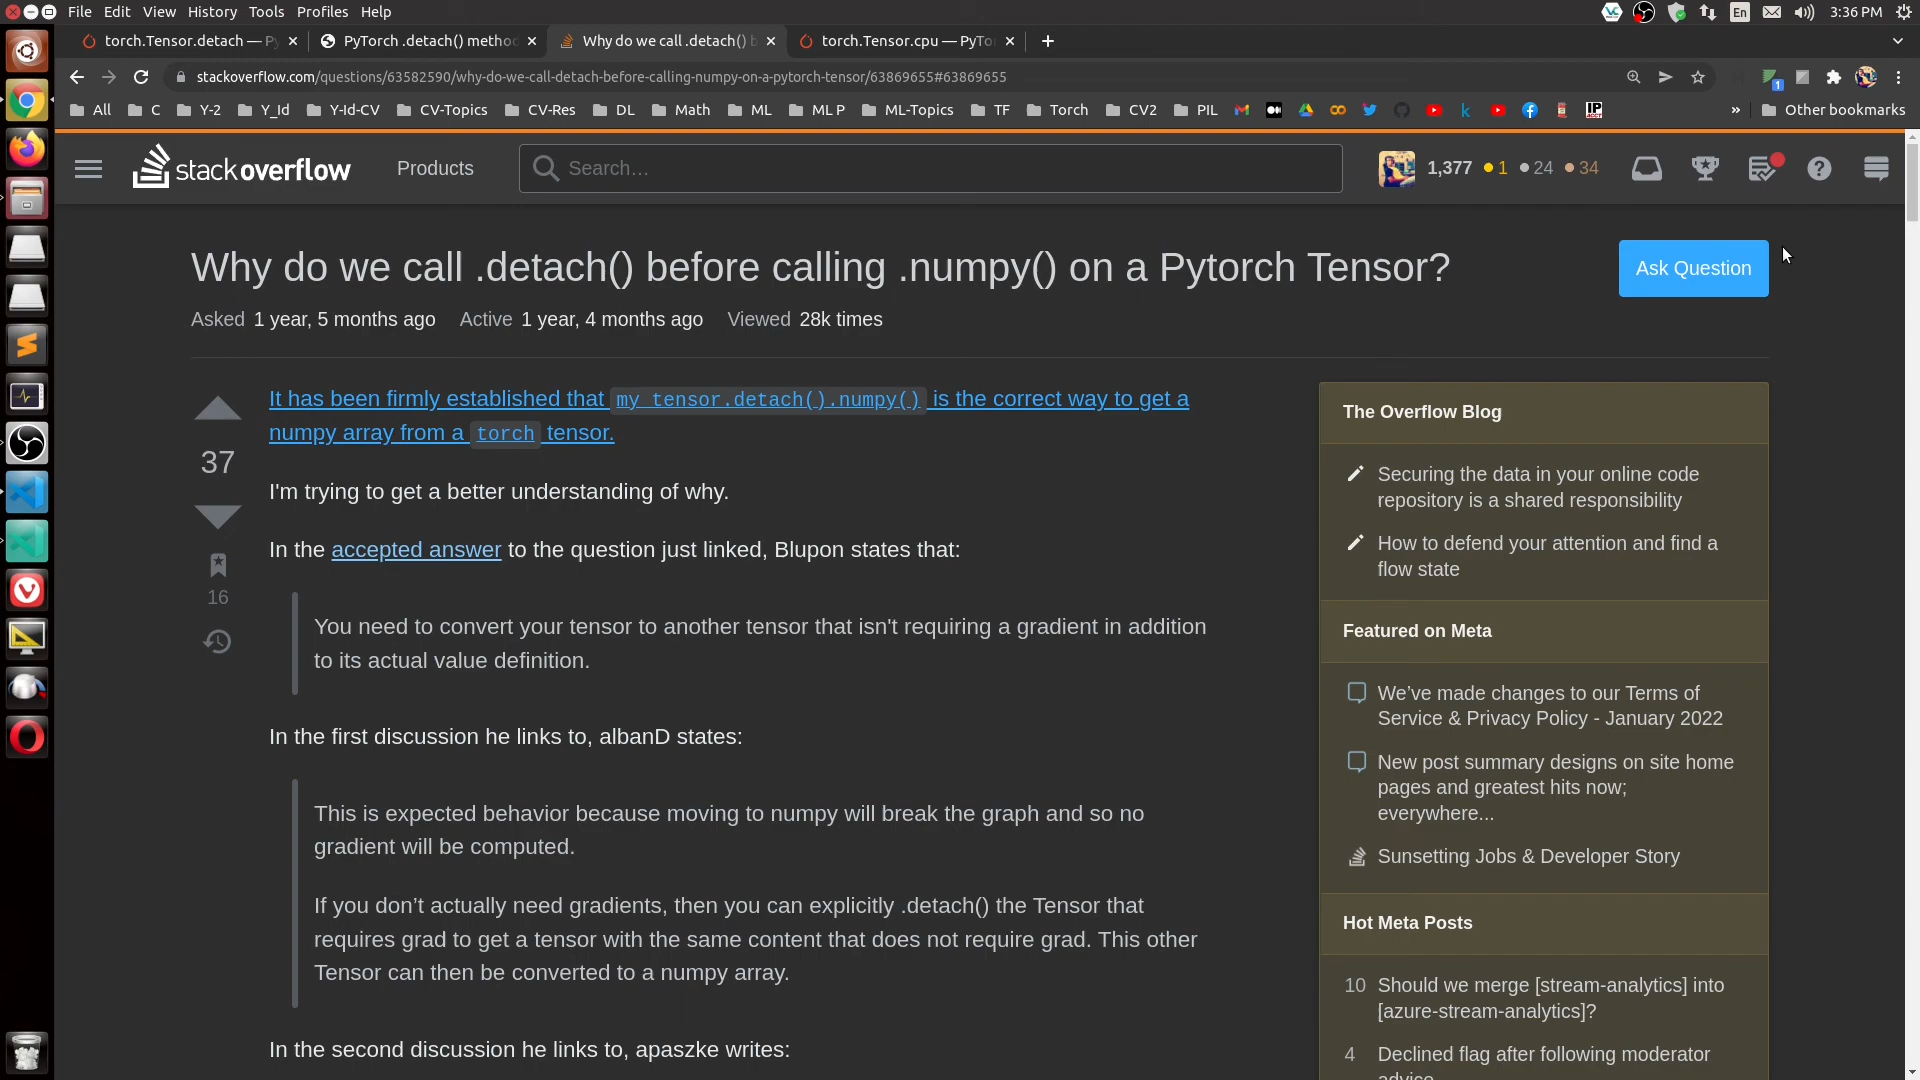 File Edit View History Tools Profiles Help
En
3:36 PM
torch.Tensor.detach — Py
PyTorch .detach() method
Why do we call .detach() b
torch.Tensor.cpu — PyTo
stackoverflow.com/questions/63582590/why-do-we-call-detach-before-calling-numpy-on-a-pytorch-tensor/63869655#63869655
1
All C Y-2 Y_Id Y-Id-CV CV-Topics CV-Res DL Math ML ML P ML-Topics TF Torch CV2 PIL
» Other bookmarks
stackoverflow
Products
Search…
1,377 1 24 34
Why do we call .detach() before calling .numpy() on a Pytorch Tensor?
Ask Question
Asked 1 year, 5 months ago Active 1 year, 4 months ago Viewed 28k times
37
16
It has been firmly established that my_tensor.detach().numpy() is the correct way to get a
numpy array from a torch tensor.
I'm trying to get a better understanding of why.
In the accepted answer to the question just linked, Blupon states that:
You need to convert your tensor to another tensor that isn't requiring a gradient in addition
to its actual value definition.
In the first discussion he links to, albanD states:
This is expected behavior because moving to numpy will break the graph and so no
gradient will be computed.
If you don’t actually need gradients, then you can explicitly .detach() the Tensor that
requires grad to get a tensor with the same content that does not require grad. This other
Tensor can then be converted to a numpy array.
In the second discussion he links to, apaszke writes:
The Overflow Blog
Securing the data in your online code
repository is a shared responsibility
How to defend your attention and find a
flow state
Featured on Meta
We’ve made changes to our Terms of
Service & Privacy Policy - January 2022
New post summary designs on site home
pages and greatest hits now;
everywhere...
Sunsetting Jobs & Developer Story
Hot Meta Posts
10 Should we merge [stream-analytics] into
[azure-stream-analytics]?
4 Declined flag after following moderator